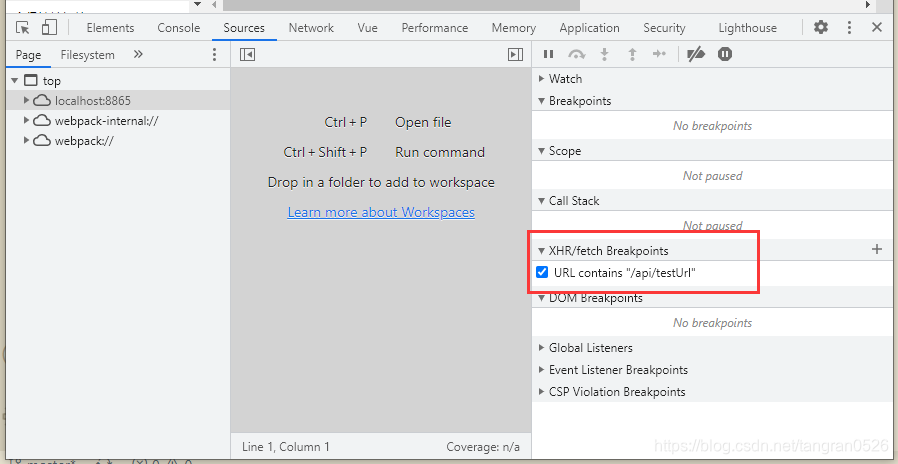 Elements Console Sources Network Vue Performance Memory Application Security Lighthouse
Page Filesystem »
top
localhost:8865
webpack-internal://
webpack://
Ctrl + P Open file
Ctrl + Shift + P Run command
Drop in a folder to add to workspace
Learn more about Workspaces
Line 1, Column 1 Coverage: n/a
Watch
Breakpoints
No breakpoints
Scope
Not paused
Call Stack
Not paused
XHR/fetch Breakpoints
URL contains "/api/testUrl"
DOM Breakpoints
No breakpoints
Global Listeners
Event Listener Breakpoints
CSP Violation Breakpoints
https://blog.csdn.net/tangran0526